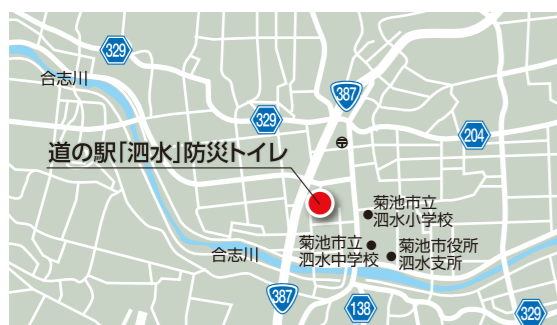 329
合志川
387
329
204
道の駅「泗水」防災トイレ
菊池市立
泗水小学校
菊池市立
泗水中学校
菊池市役所
泗水支所
合志川
387
138
329